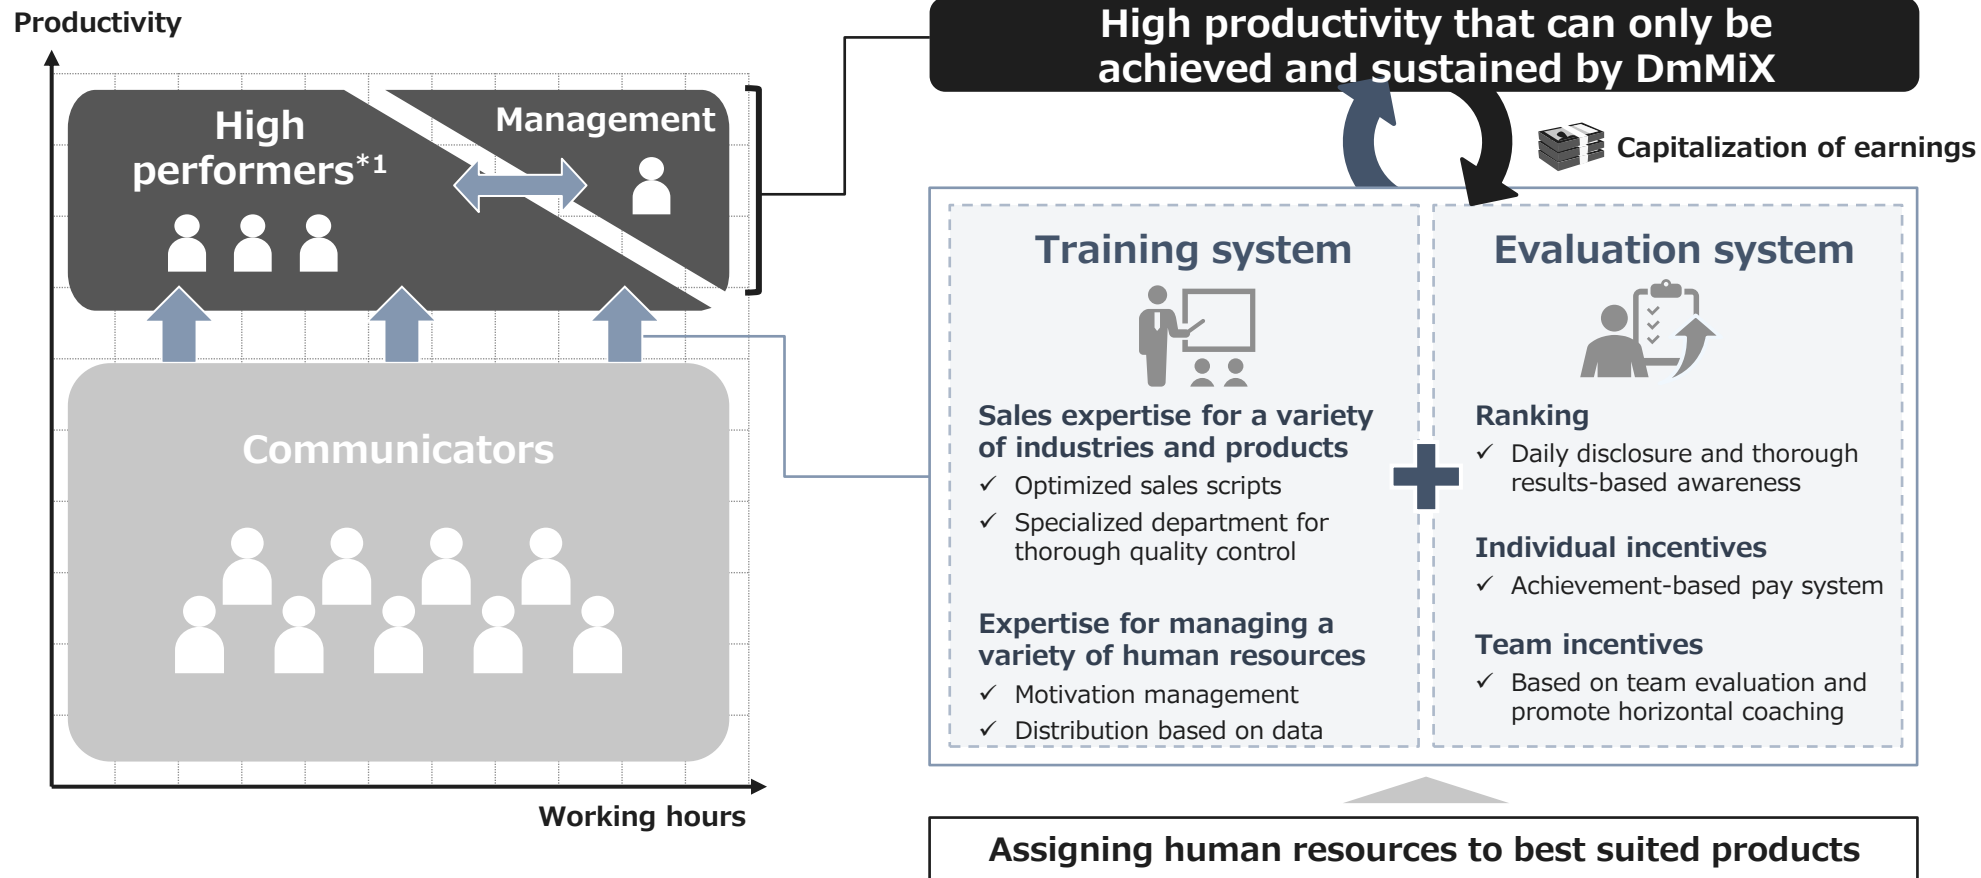 Productivity
High
performers*1
Management
Communicators
Working hours
High productivity that can only be
achieved and sustained by DmMiX
Capitalization of earnings
Training system
Sales expertise for a variety
of industries and products
✓ Optimized sales scripts
✓ Specialized department for
thorough quality control
Expertise for managing a
variety of human resources
✓ Motivation management
✓ Distribution based on data
Evaluation system
Ranking
✓ Daily disclosure and thorough
results-based awareness
Individual incentives
✓ Achievement-based pay system
Team incentives
✓ Based on team evaluation and
promote horizontal coaching
Assigning human resources to best suited products